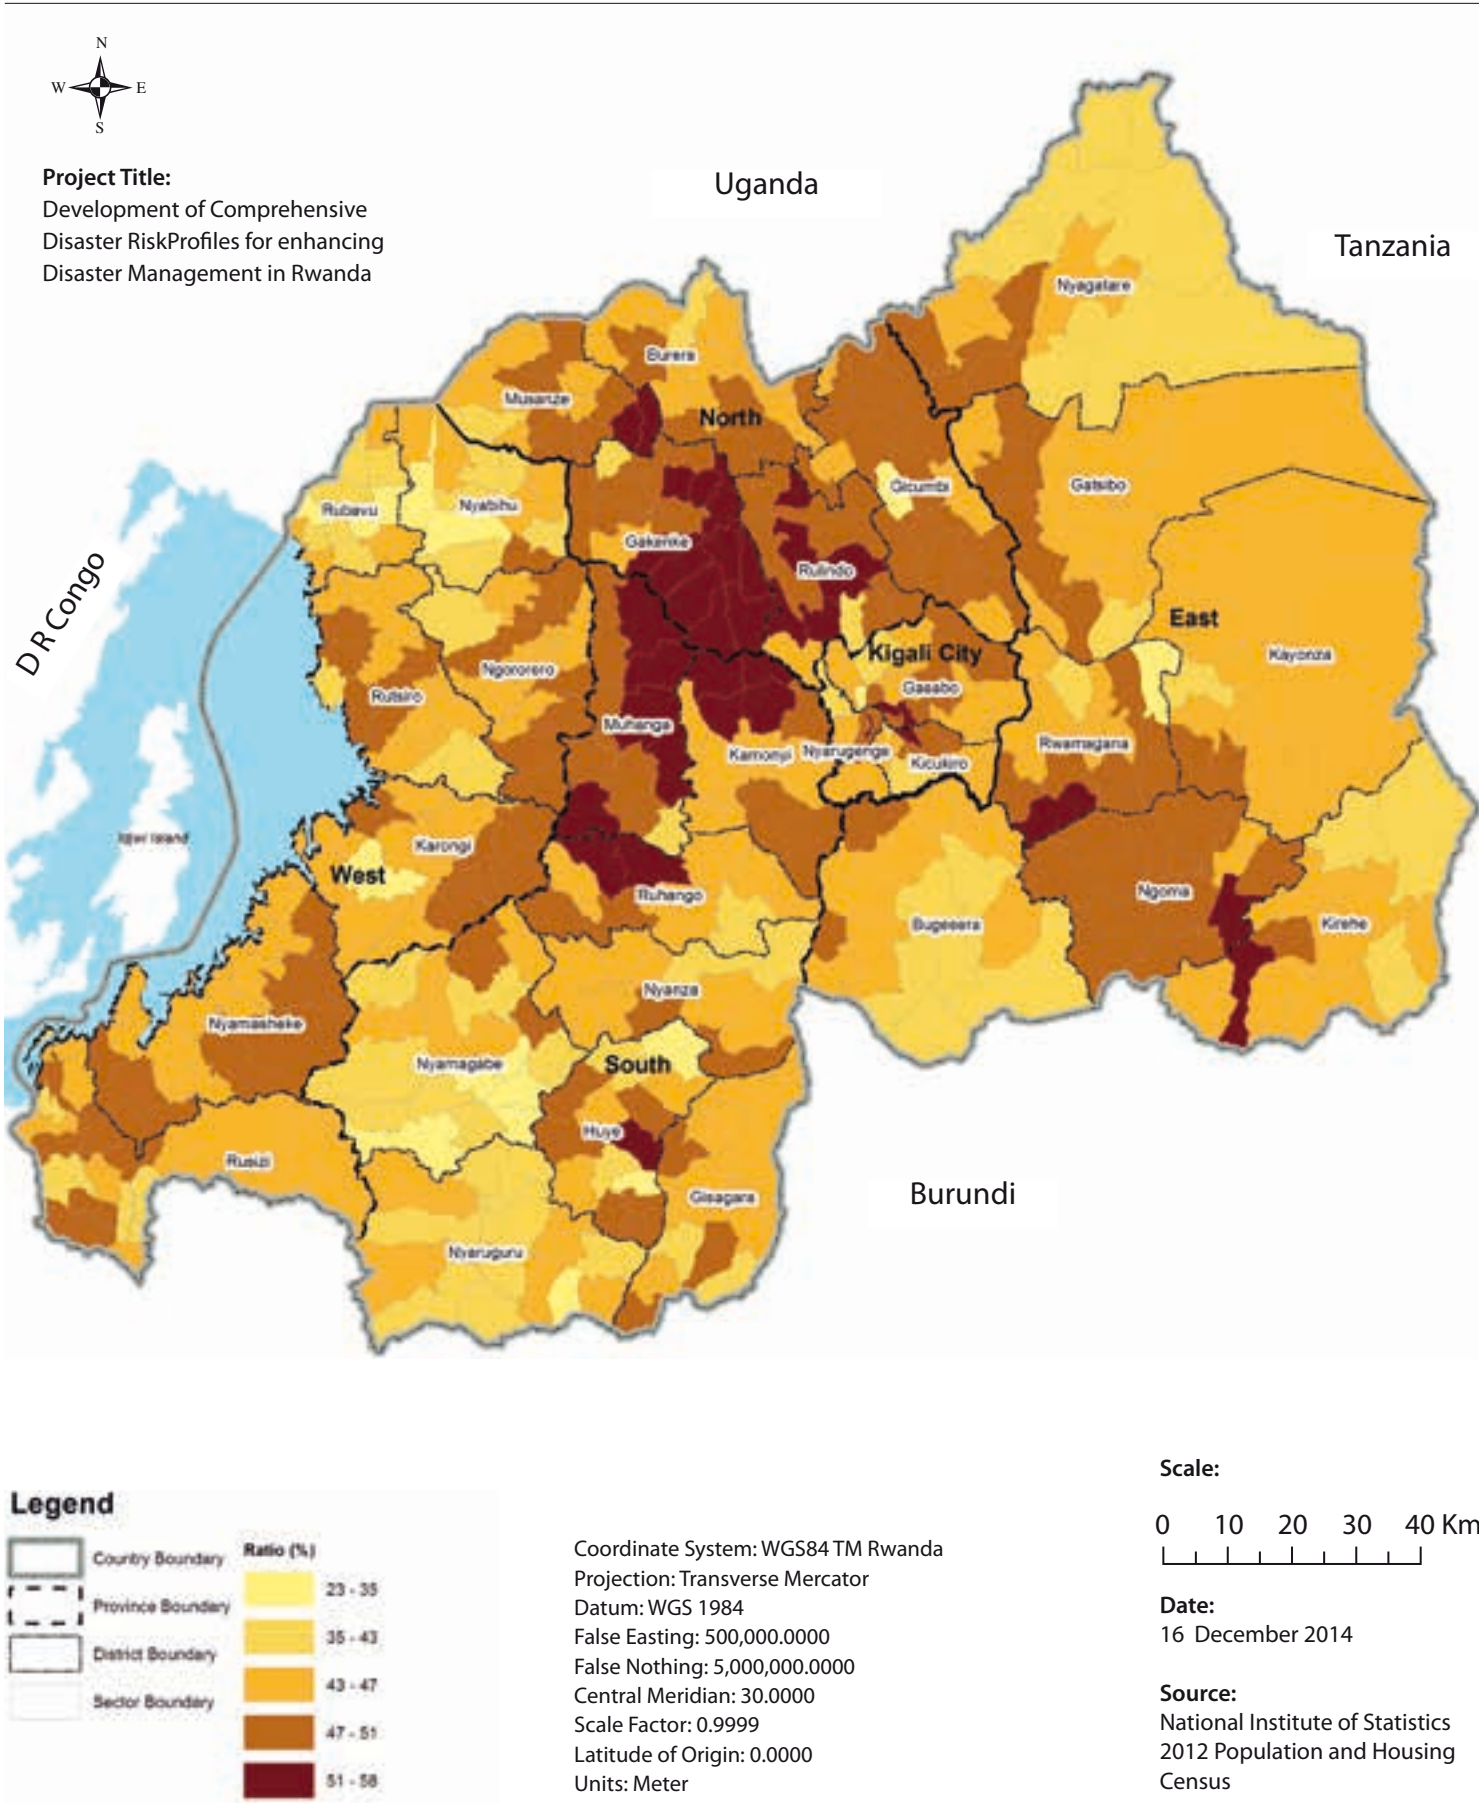 N
W E
S
Project Title:
Development of Comprehensive
Disaster RiskProfiles for enhancing
Disaster Management in Rwanda
Uganda
Tanzania
Nyagatare
Burera
Musanze
North
Gicumbi
Gatsibo
Rubavu
Nyabihu
Gakenke
Rulindo
D R Congo
East
Kayonza
Kigali City
Gasabo
Ngororero
Rutsiro
Muhanga
Kamonyi
Nyarugenge
Kicukiro
Rwamagana
Idjwi Island
Karongi
West
Ruhango
Ngoma
Bugesera
Kirehe
Nyanza
Nyamasheke
Nyamagabe
South
Huye
Rusizi
Gisagara
Burundi
Nyaruguru
Legend
Country Boundary
Province Boundary
District Boundary
Sector Boundary
Ratio (%)
23 - 35
35 - 43
43 - 47
47 - 51
51 - 58
Coordinate System: WGS84 TM Rwanda
Projection: Transverse Mercator
Datum: WGS 1984
False Easting: 500,000.0000
False Nothing: 5,000,000.0000
Central Meridian: 30.0000
Scale Factor: 0.9999
Latitude of Origin: 0.0000
Units: Meter
Scale:
0 10 20 30 40 Km
Date:
16 December 2014
Source:
National Institute of Statistics
2012 Population and Housing
Census